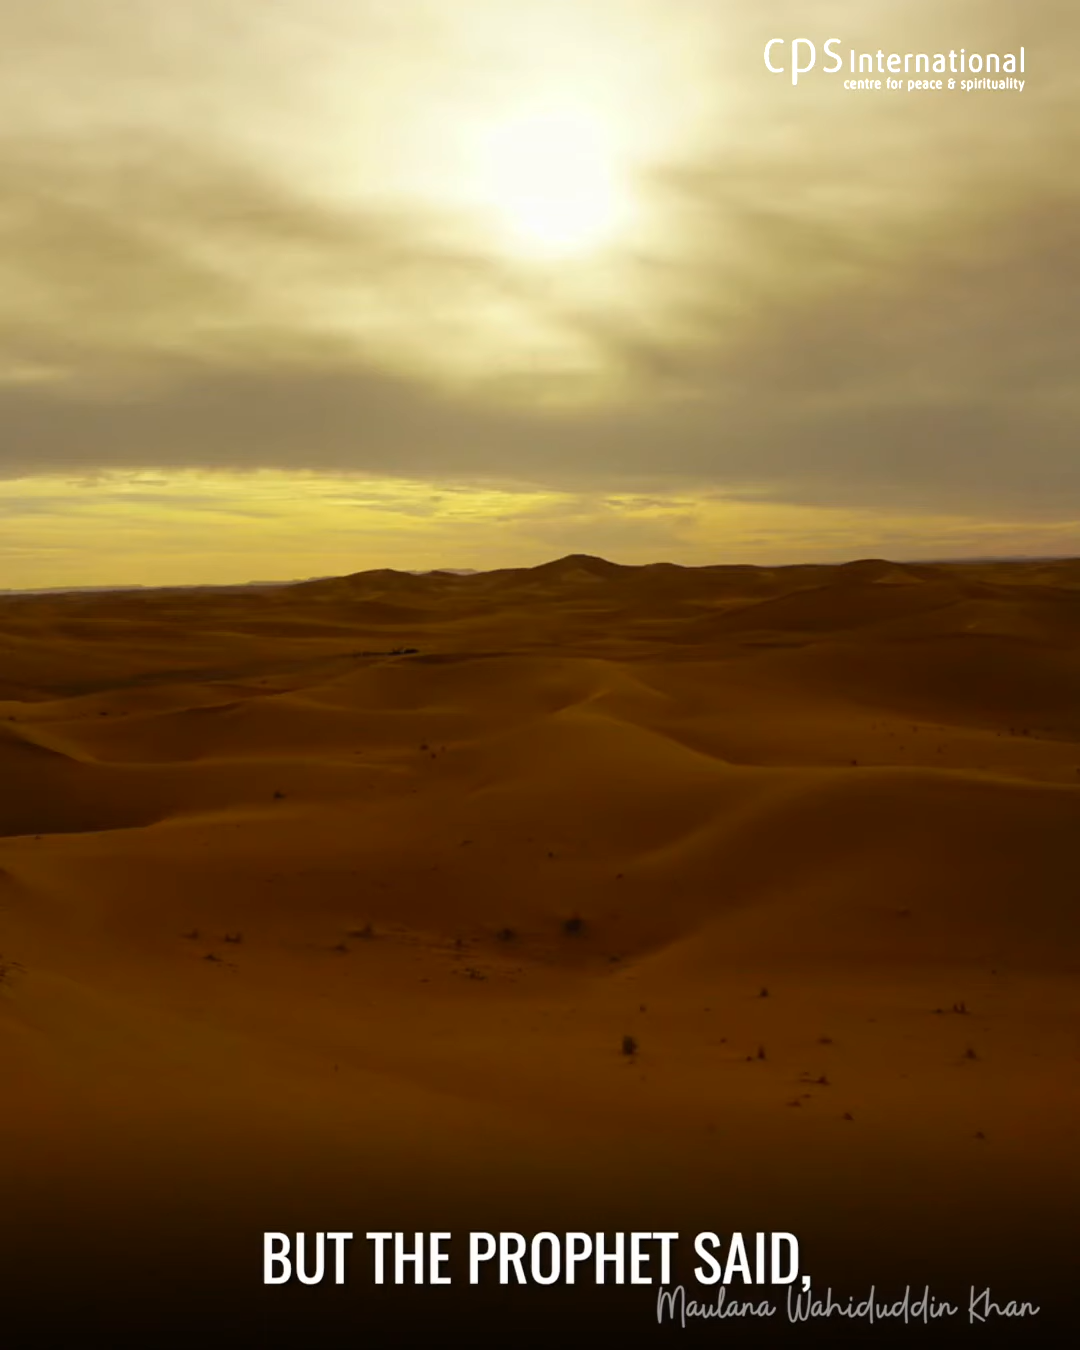 cps International
centre for peace & spirituality
BUT THE PROPHET SAID,
Maulana Wahiduddin Khan